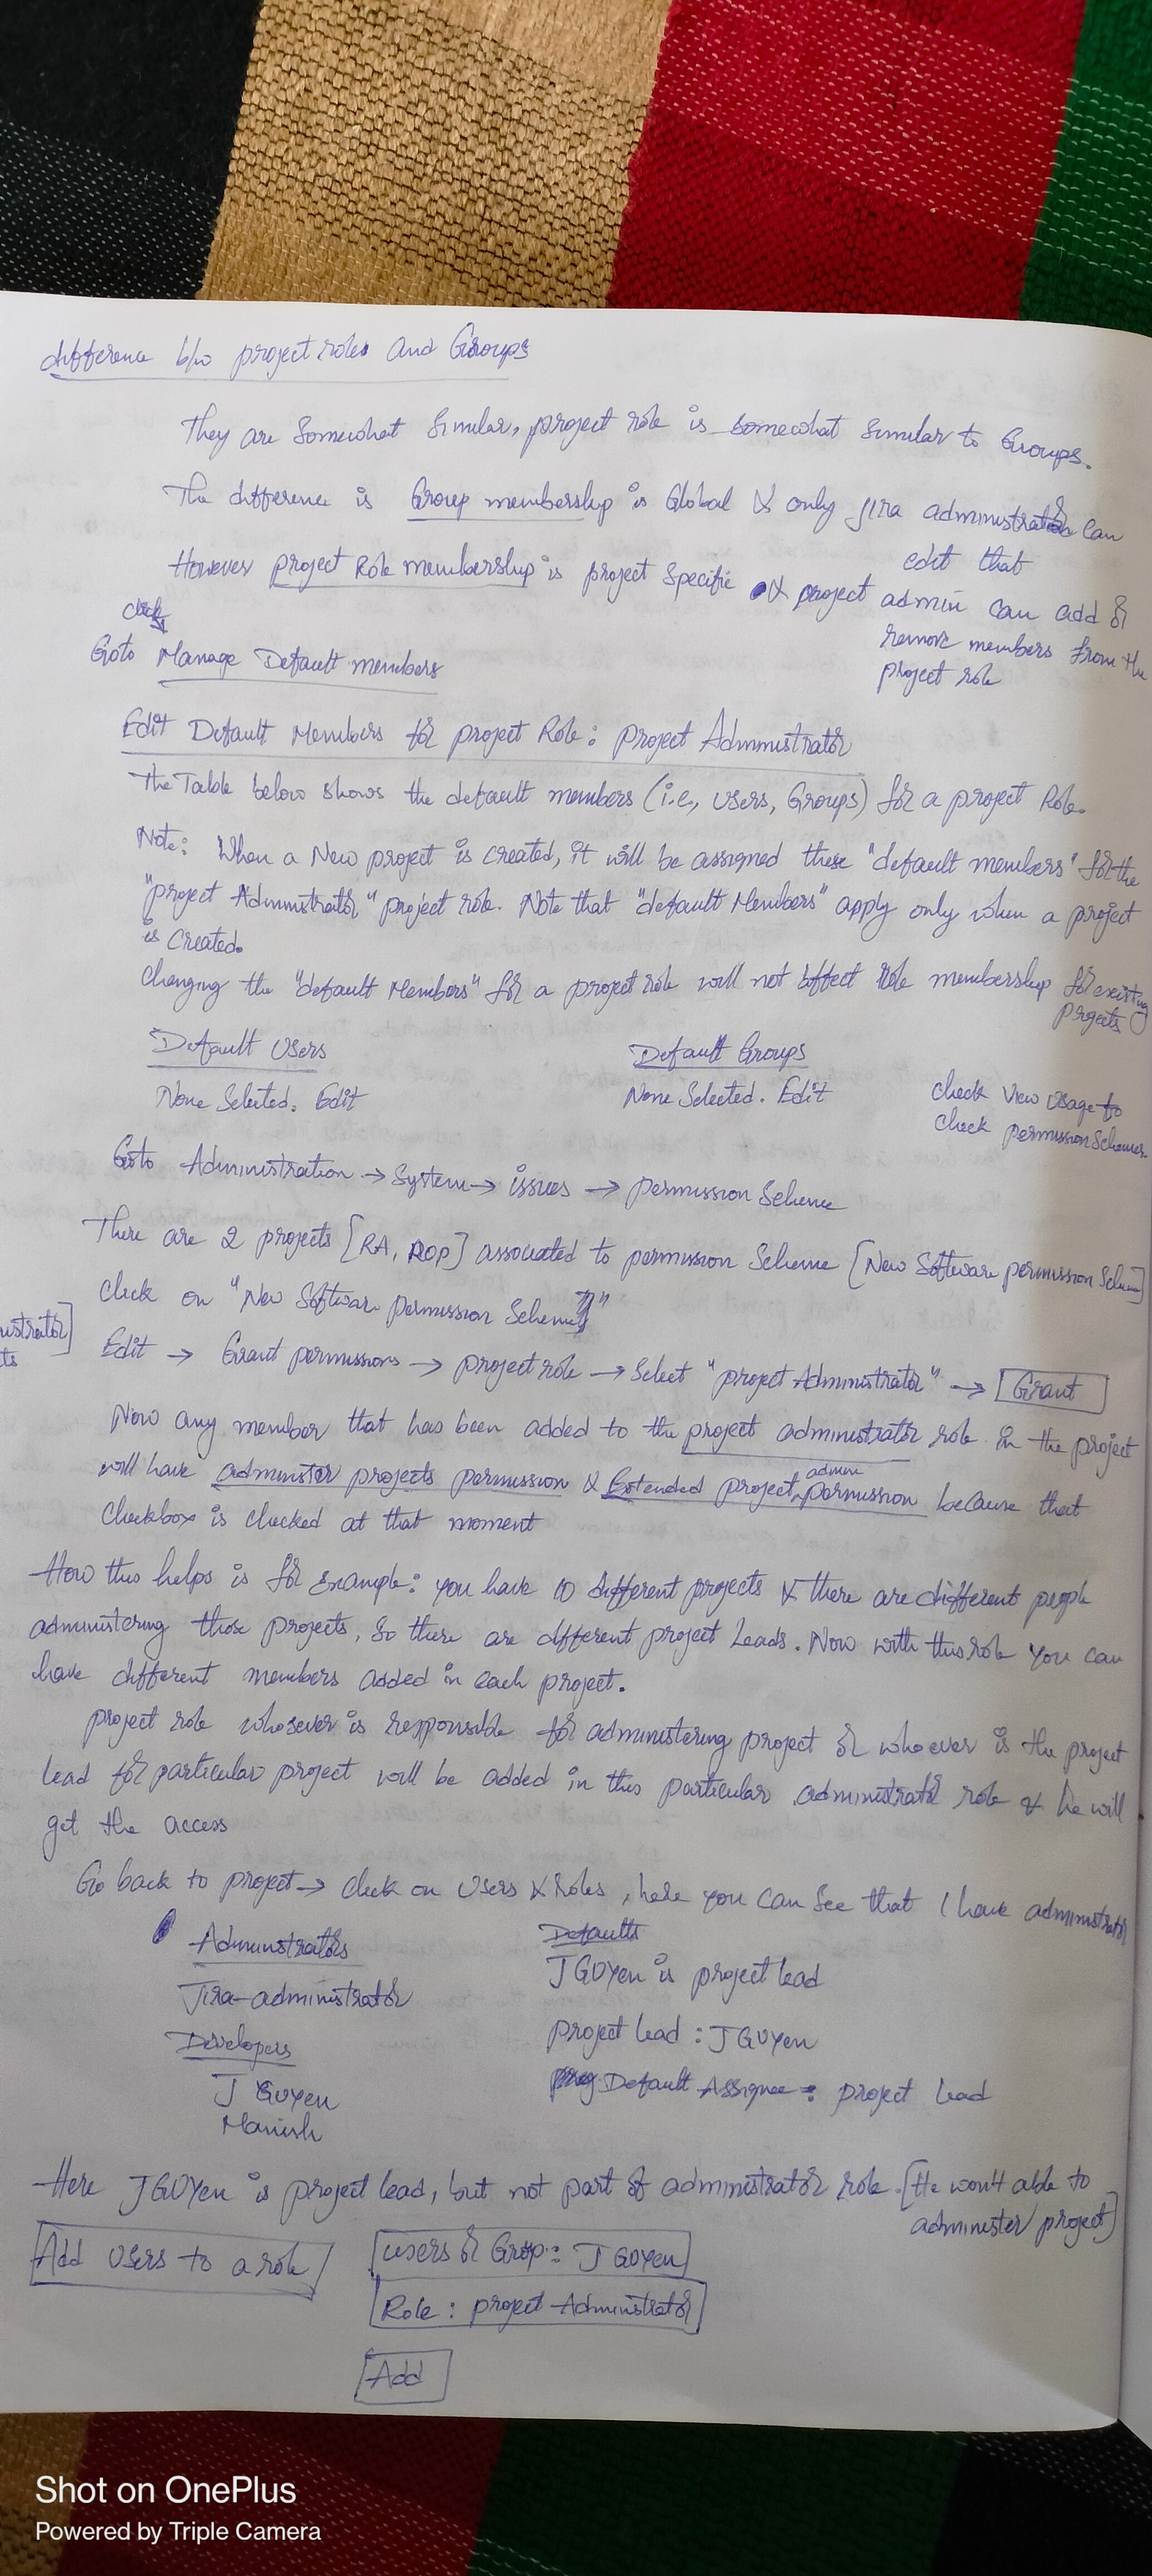 difference b/w project roles and Groups
They are Somewhat Similar, project role is somewhat Similar to Groups.
The difference is Group membership is Global & only jira administrator can
edit that
However project Role membership is project Specific & project admin can add &
remove members from the
project role
click
Goto Manage Default members
Edit Default Members for project Role: project Administrator
The Table below shows the default members (i.e, users, Groups) for a project Role.
Note: When a New project is created, it will be assigned these "default members" for the
"project Administrator" project role. Note that "default Members" apply only when a project
is created.
changing the "default Members" for a project role will not affect role membership for existing
projects
Default Users Default Groups
None Selected. Edit None Selected. Edit
check View Usage to
check permission Schemes.
Goto Administration → System → issues → permission Scheme
There are 2 projects [RA, ROP] associated to permission Scheme [New Software permission Scheme]
click on "New Software permission Scheme"
ustrator]
ts
Edit → Grant permissions → project role → Select "project Administrator" → Grant
Now any member that has been added to the project administrator role in the project
will have administer projects permission & Extended project admin permission because that
Checkbox is checked at that moment
How this helps is for Example: you have 10 different projects & there are different people
administering those projects, So there are different project Leads. Now with this role you can
have different members added in each project.
project role whosever is responsible for administering project or whoever is the project
lead for particular project will be added in this particular administrator role & he will
get the access
Go back to project → click on Users & roles, here you can See that I have administrator
Administrators Defaults
Jira-administrator JGUYen is project lead
Developers project lead : JGUYen
J GUYen Default Assignee : project lead
Manish
Here JGUYen is project lead, but not part of administrator role. [He won't able to
administer project]
Add Users to a role users or Group: J GUYen
Role : project Administrator
Add
Shot on OnePlus
Powered by Triple Camera